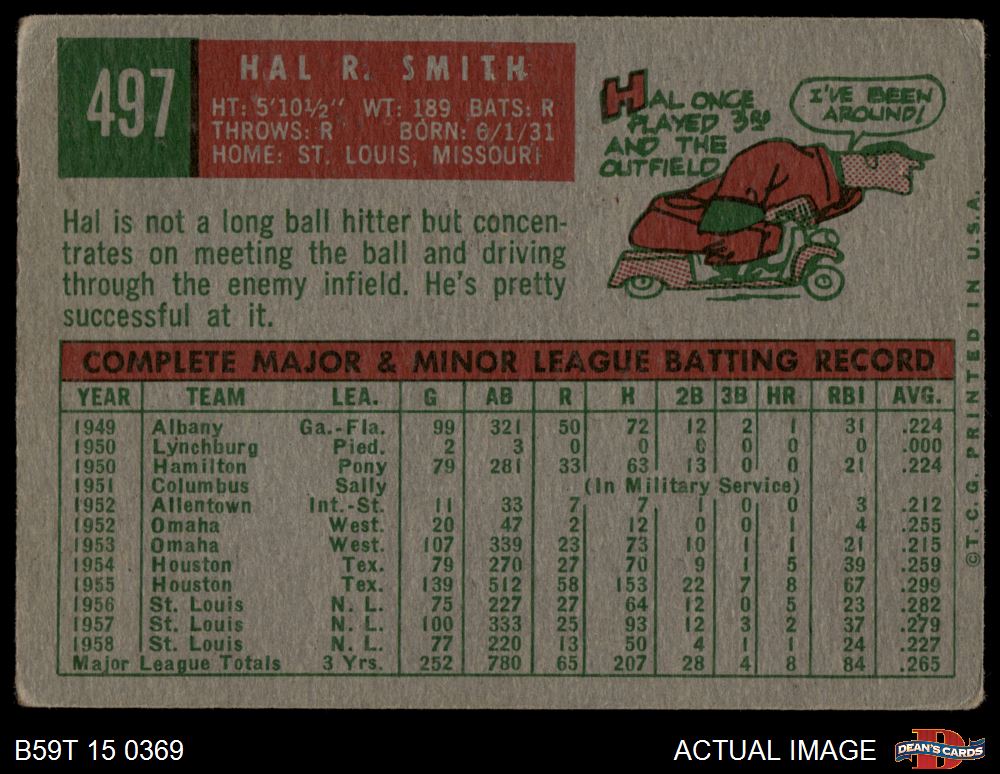 497
HAL R. SMITH
HT: 5'10½" WT: 189 BATS: R
THROWS: R BORN: 6/1/31
HOME: ST. LOUIS, MISSOURI
HAL ONCE
PLAYED 3RD
AND THE
OUTFIELD
I'VE BEEN
AROUND!
Hal is not a long ball hitter but concen-
trates on meeting the ball and driving
through the enemy infield. He's pretty
successful at it.
COMPLETE MAJOR & MINOR LEAGUE BATTING RECORD
YEAR TEAM LEA. G AB R H 2B 3B HR RBI AVG.
1949 Albany Ga.-Fla. 99 321 50 72 12 2 1 31 .224
1950 Lynchburg Pied. 2 3 0 0 0 0 0 0 .000
1950 Hamilton Pony 79 281 33 63 13 0 0 21 .224
1951 Columbus Sally (In Military Service)
1952 Allentown Int.-St. 11 33 7 7 1 0 0 3 .212
1952 Omaha West. 20 47 2 12 0 0 1 4 .255
1953 Omaha West. 107 339 23 73 10 1 1 21 .215
1954 Houston Tex. 79 270 27 70 9 1 5 39 .259
1955 Houston Tex. 139 512 58 153 22 7 8 67 .299
1956 St. Louis N. L. 75 227 27 64 12 0 5 23 .282
1957 St. Louis N. L. 100 333 25 93 12 3 2 37 .279
1958 St. Louis N. L. 77 220 13 50 4 1 1 24 .227
Major League Totals 3 Yrs. 252 780 65 207 28 4 8 84 .265
© T.C.G. PRINTED IN U.S.A.
B59T 15 0369
ACTUAL IMAGE
D
DEAN'S CARDS